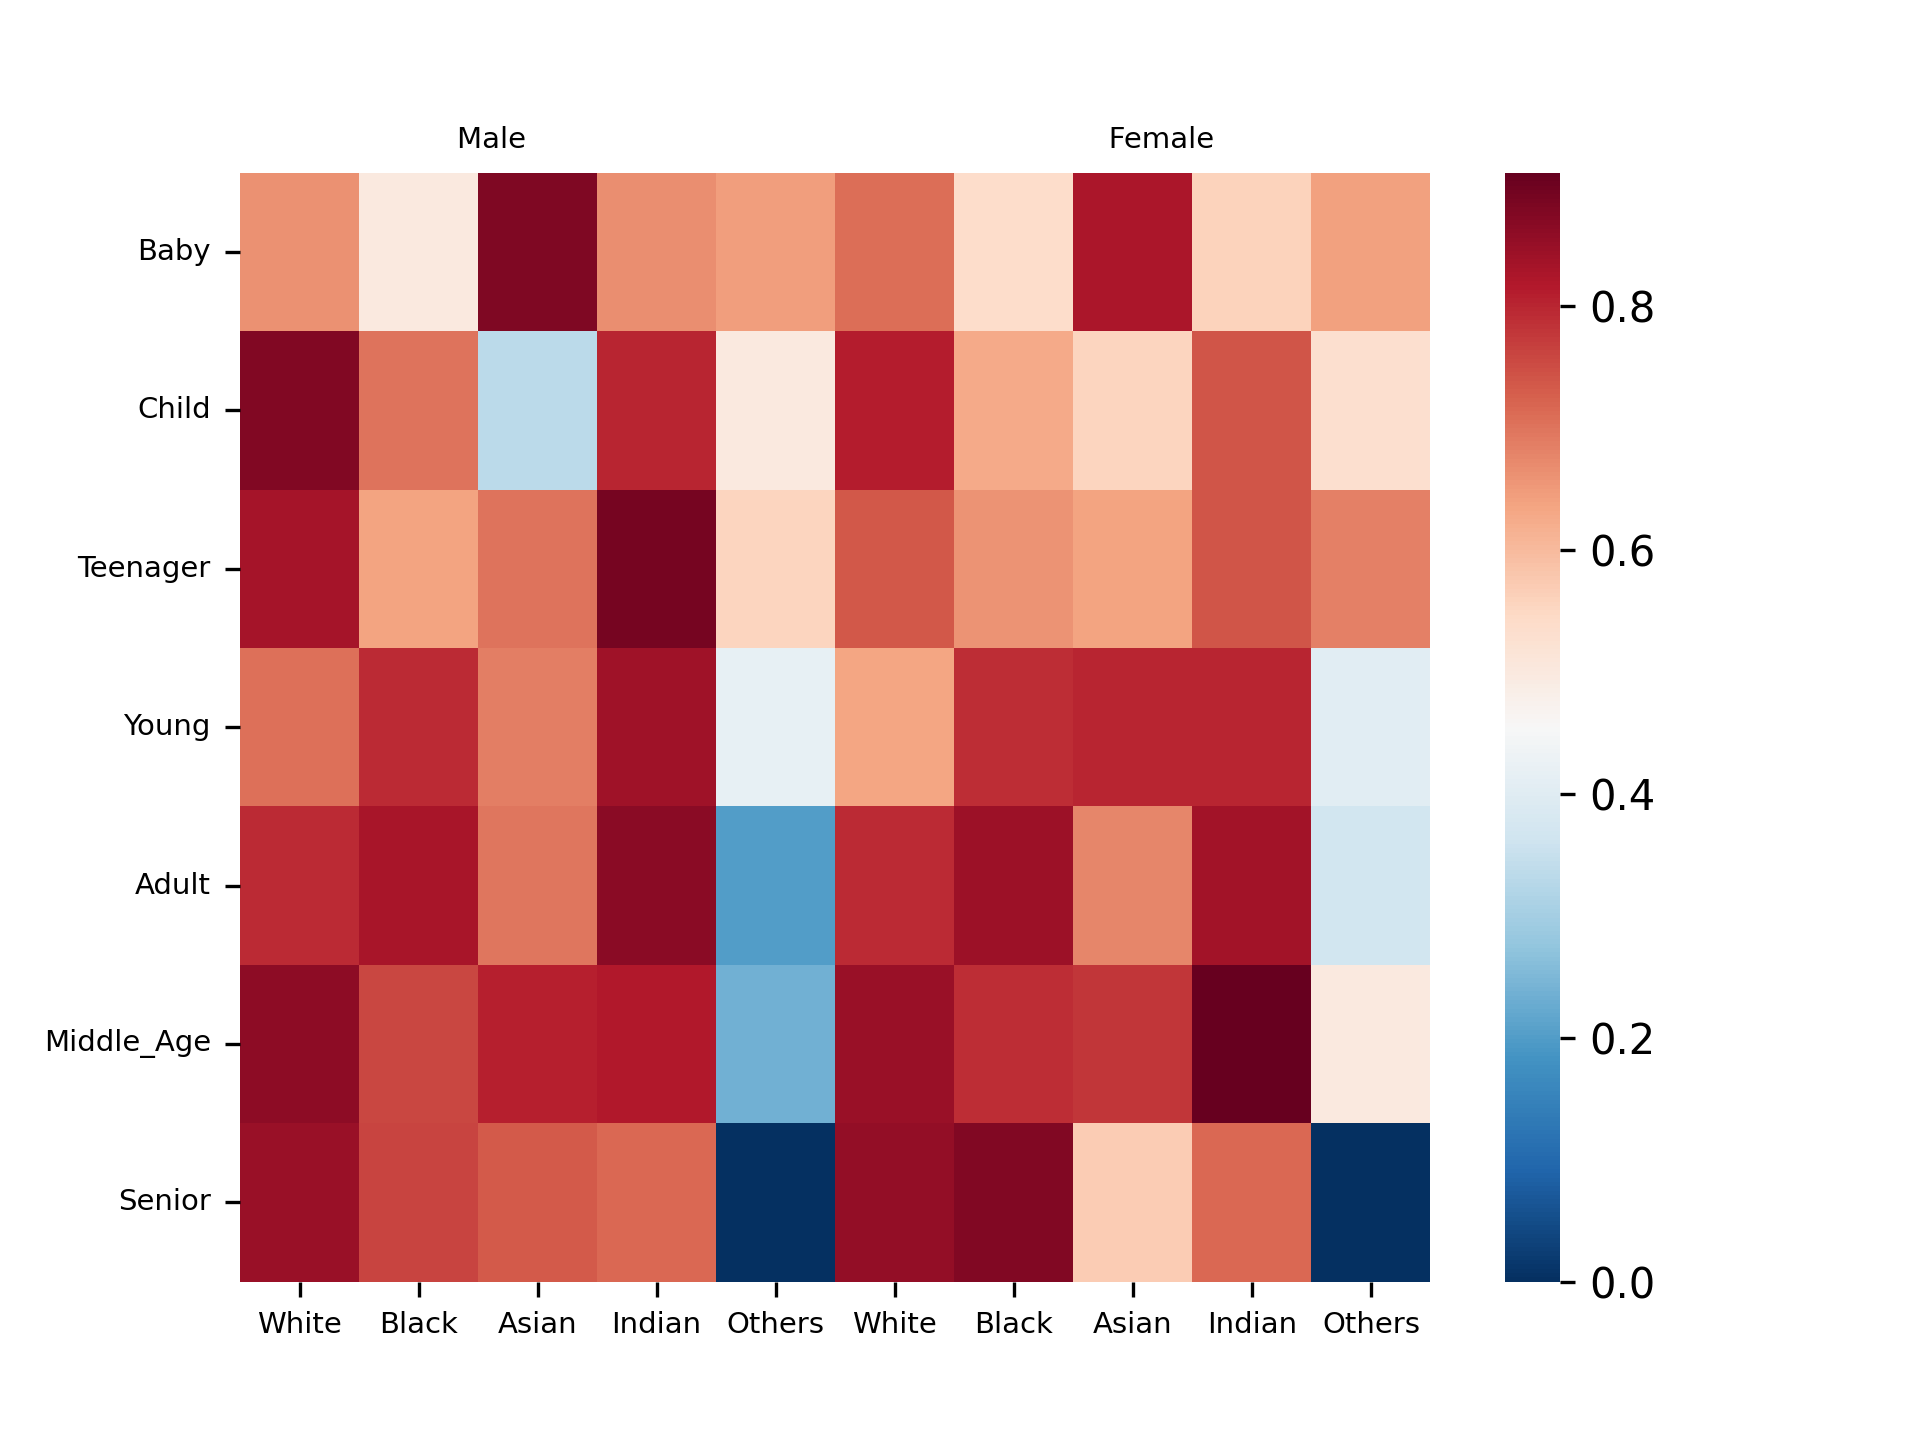 Male Female
Baby
0.8
Child
Teenager
0.6
Young
0.4
Adult
Middle_Age
0.2
Senior
0.0
White Black Asian Indian Others White Black Asian Indian Others